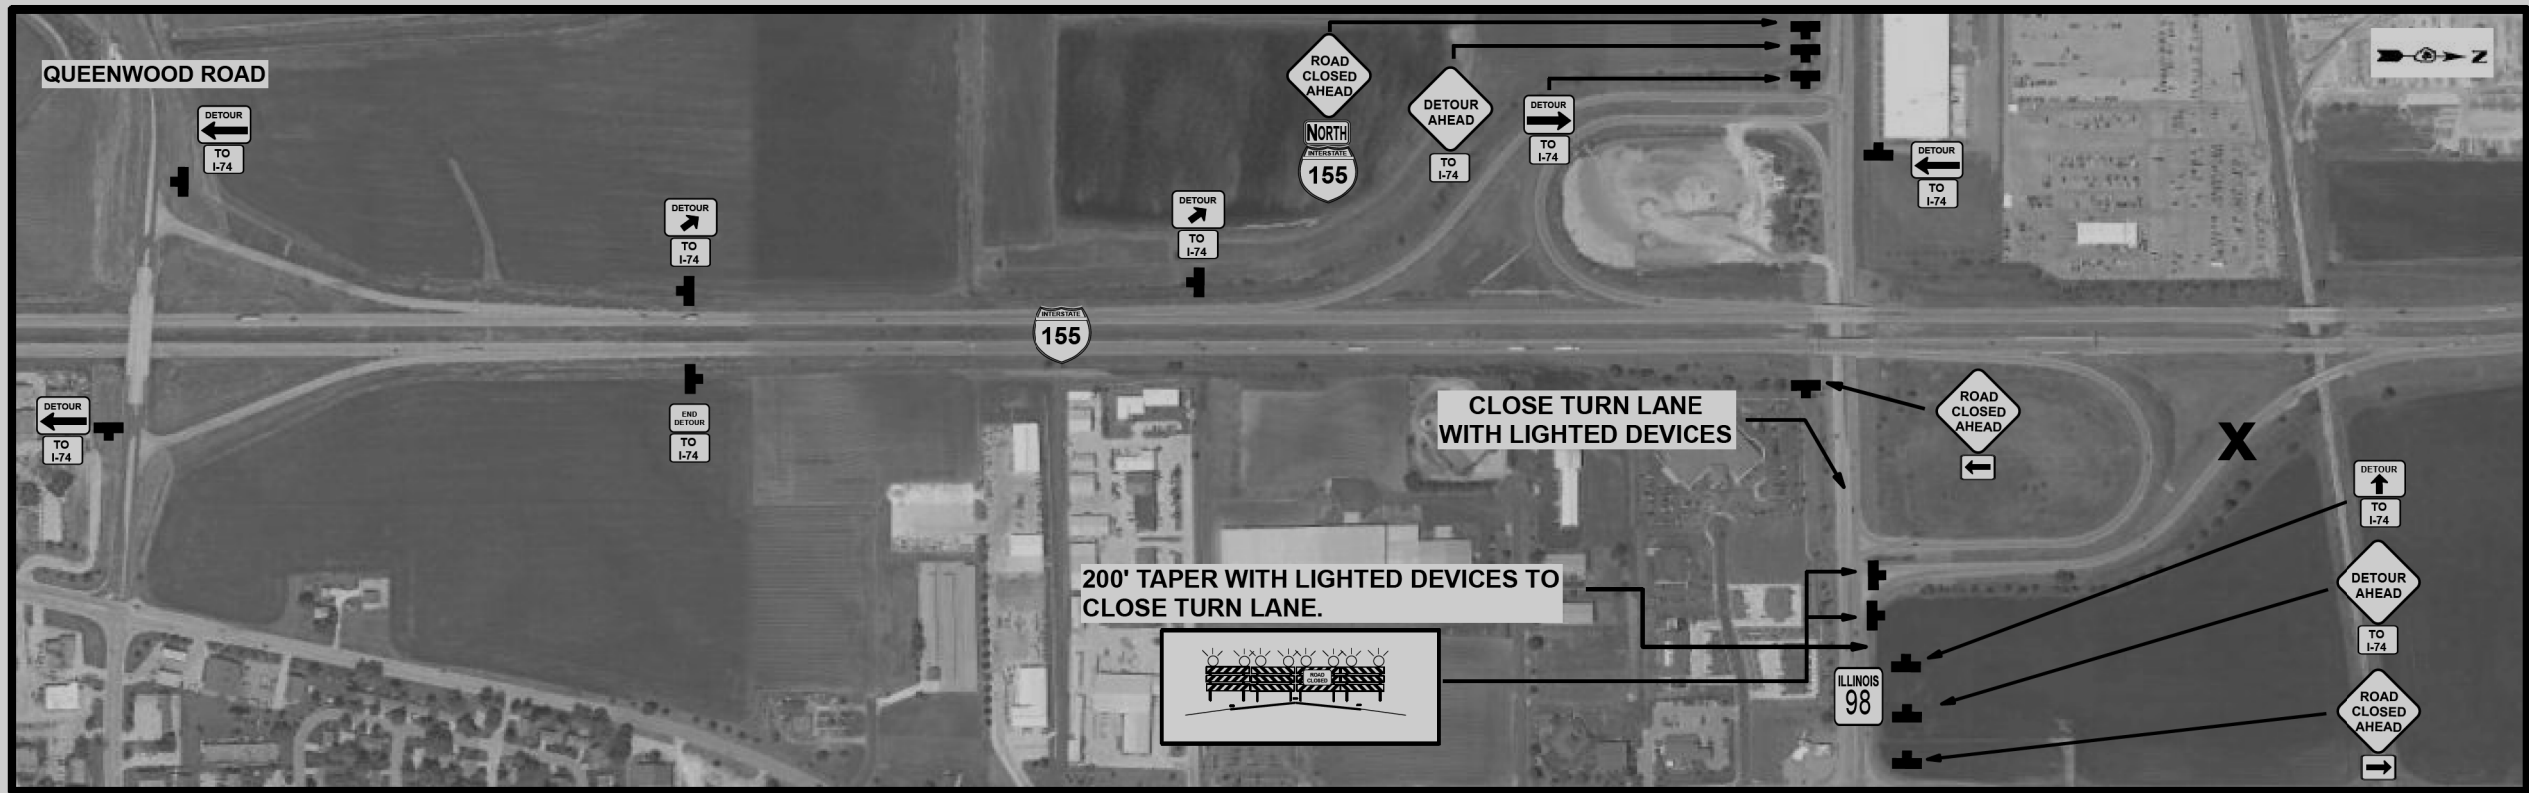 QUEENWOOD ROAD
DETOUR
TO
I-74
ROAD
CLOSED
AHEAD
NORTH
INTERSTATE
155
DETOUR
AHEAD
TO
I-74
DETOUR
TO
I-74
N
DETOUR
TO
I-74
DETOUR
TO
I-74
DETOUR
TO
I-74
INTERSTATE
155
DETOUR
TO
I-74
END
DETOUR
TO
I-74
CLOSE TURN LANE
WITH LIGHTED DEVICES
ROAD
CLOSED
AHEAD
X
DETOUR
TO
I-74
200' TAPER WITH LIGHTED DEVICES TO
CLOSE TURN LANE.
ROAD
CLOSED
ILLINOIS
98
DETOUR
AHEAD
TO
I-74
ROAD
CLOSED
AHEAD